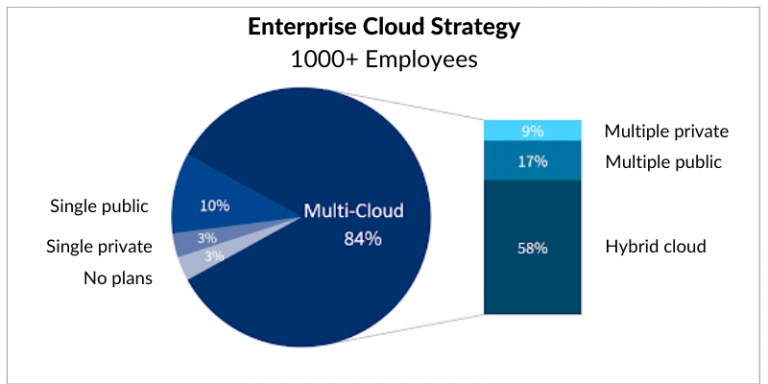 Enterprise Cloud Strategy
1000+ Employees
Single public
10%
Single private
3%
No plans
3%
Multi-Cloud
84%
9%
Multiple private
17%
Multiple public
58%
Hybrid cloud